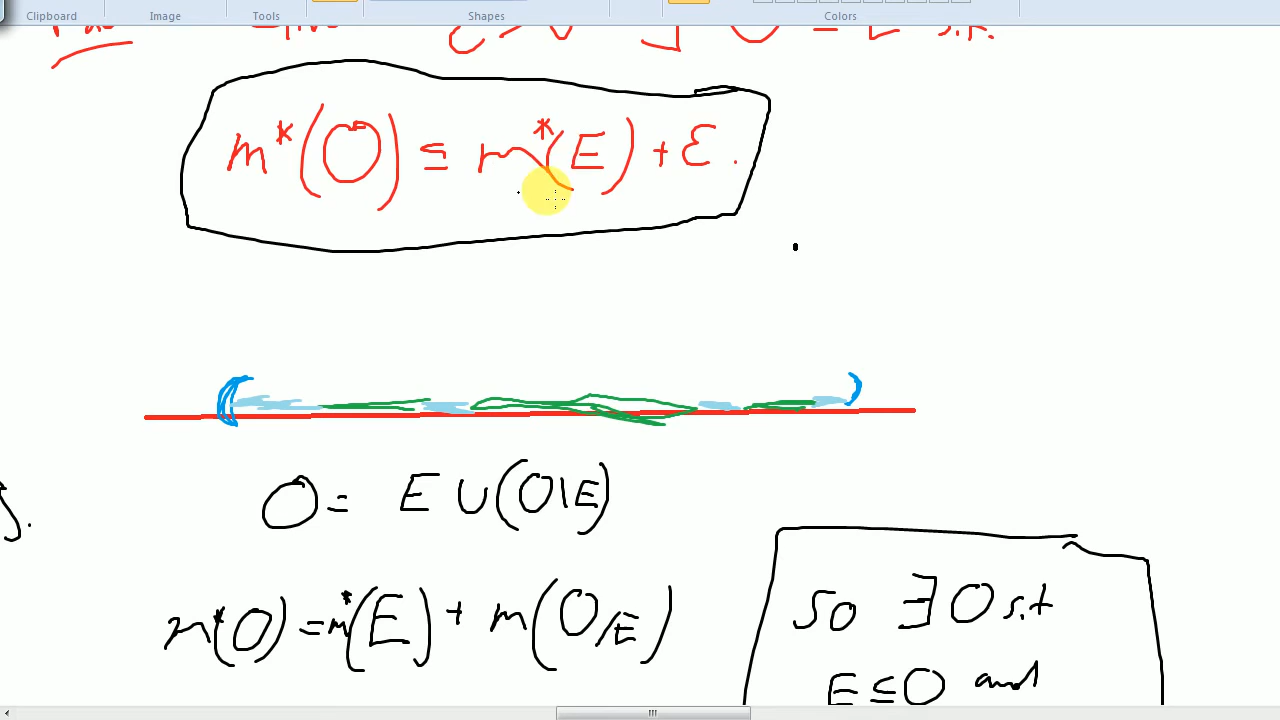 Clipboard Image Tools Shapes Colors
m*(O) ≤ m*(E) + ε.
O = E ∪ (O\E)
m*(O) = m*(E) + m(O/E)
So ∃ O s.t
E ⊆ O and